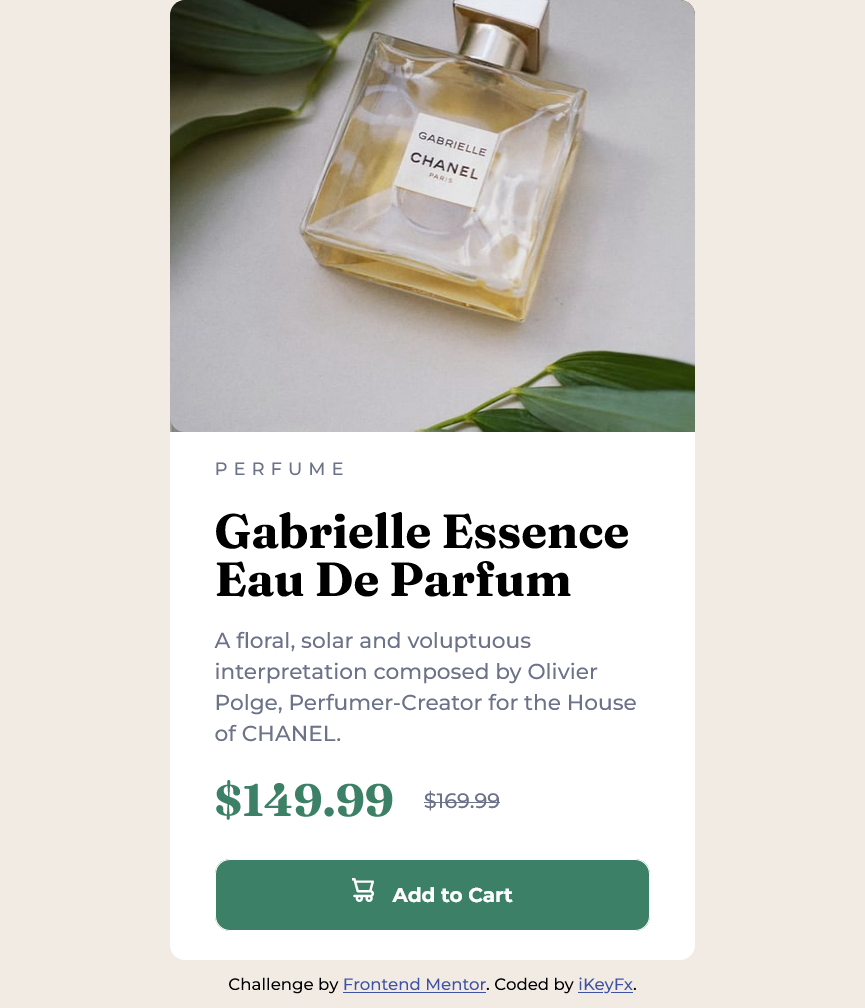 GABRIELLE
CHANEL
PARIS
PERFUME
Gabrielle Essence
Eau De Parfum
A floral, solar and voluptuous
interpretation composed by Olivier
Polge, Perfumer-Creator for the House
of CHANEL.
$149.99 $169.99
Add to Cart
Challenge by Frontend Mentor. Coded by iKeyFx.